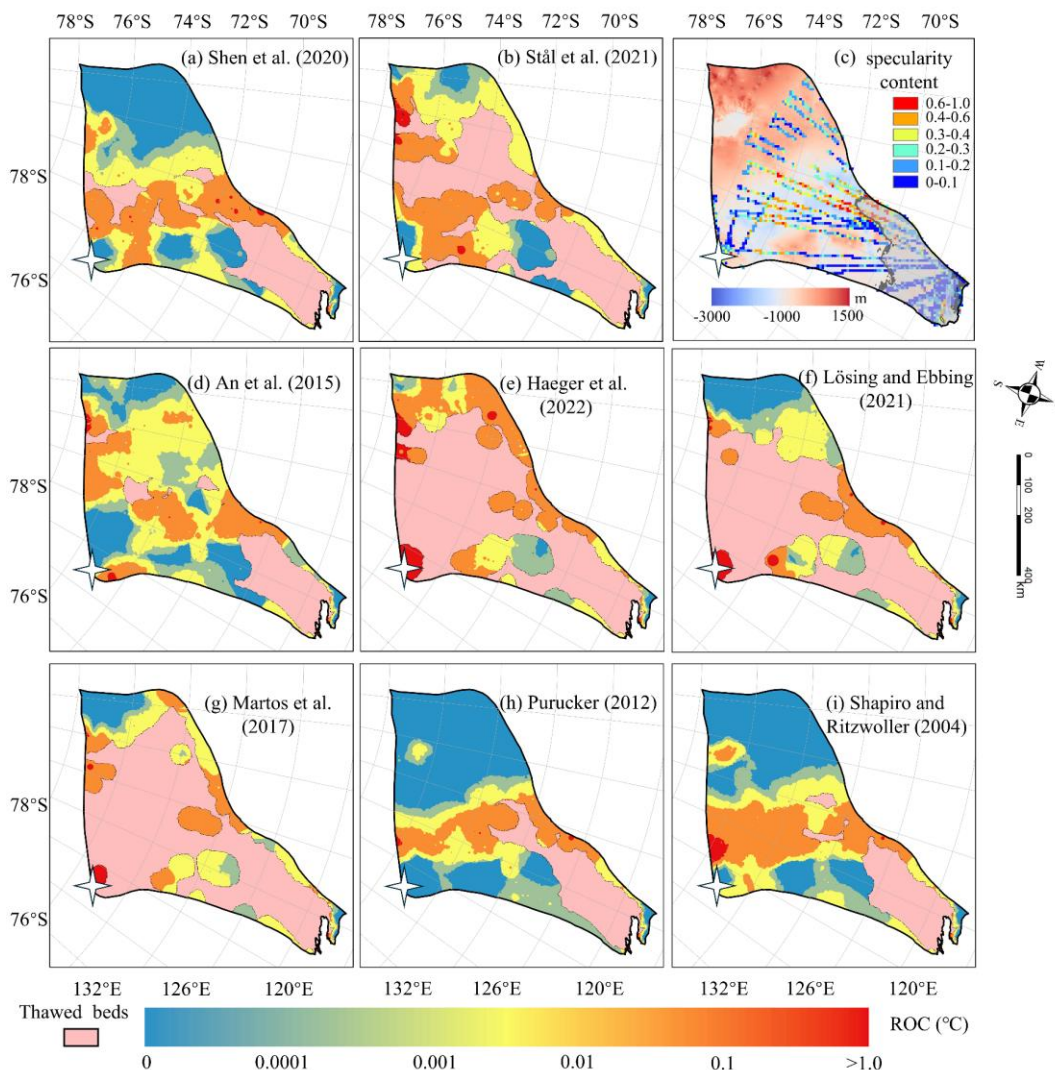 78°S 76°S 74°S 72°S 70°S
78°S 76°S 74°S 72°S 70°S
78°S 76°S 74°S 72°S 70°S
(a) Shen et al. (2020)
(b) Stål et al. (2021)
(c) specularity
content
0.6-1.0
0.4-0.6
0.3-0.4
0.2-0.3
0.1-0.2
0-0.1
78°S
76°S
-3000 -1000 1500 m
(d) An et al. (2015)
(e) Haeger et al.
(2022)
(f) Lösing and Ebbing
(2021)
78°S
76°S
S W E
0
100
200
400
Km
(g) Martos et al.
(2017)
(h) Purucker (2012)
(i) Shapiro and
Ritzwoller (2004)
78°S
76°S
132°E 126°E 120°E
132°E 126°E 120°E
132°E 126°E 120°E
Thawed beds
ROC (°C)
0 0.0001 0.001 0.01 0.1 >1.0